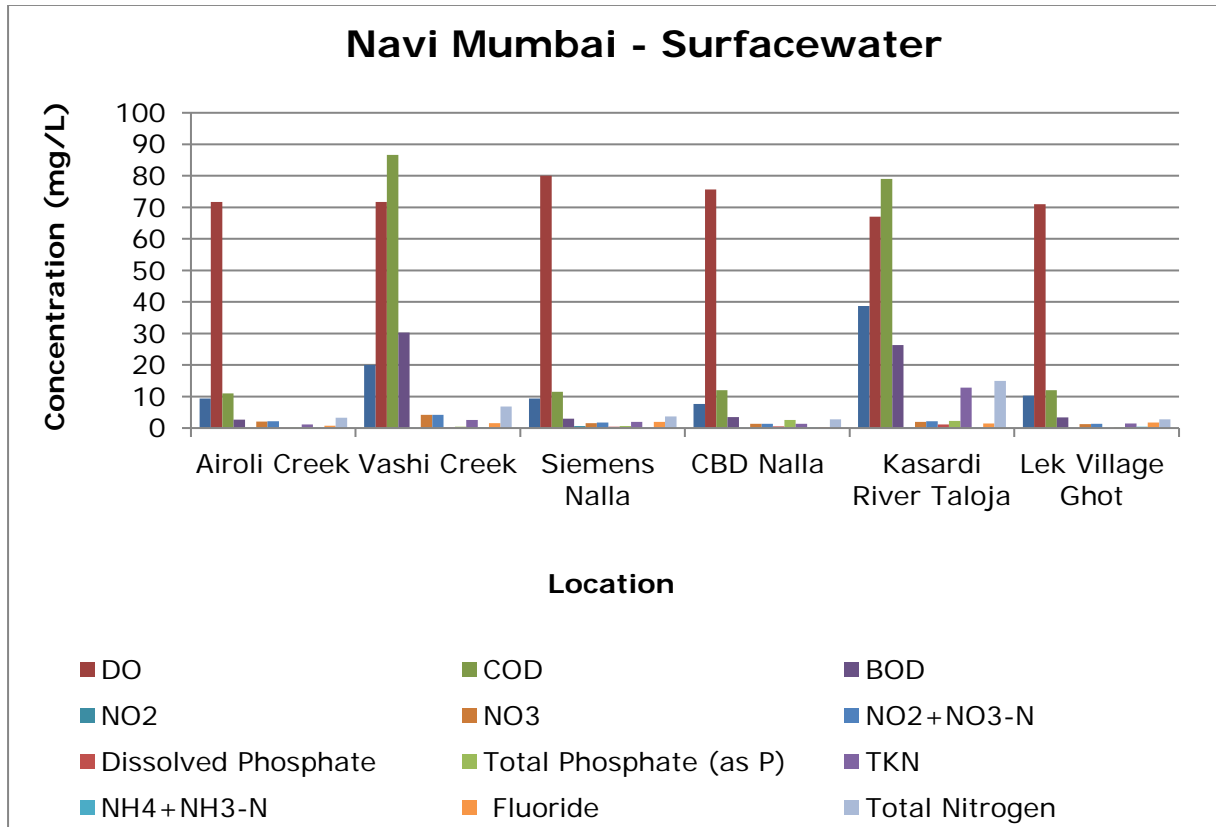 Navi Mumbai - Surfacewater
Concentration (mg/L)
100
90
80
70
60
50
40
30
20
10
0
Airoli Creek Vashi Creek Siemens Nalla CBD Nalla Kasardi River Taloja Lek Village Ghot
Location
DO COD BOD
NO2 NO3 NO2+NO3-N
Dissolved Phosphate Total Phosphate (as P) TKN
NH4+NH3-N Fluoride Total Nitrogen